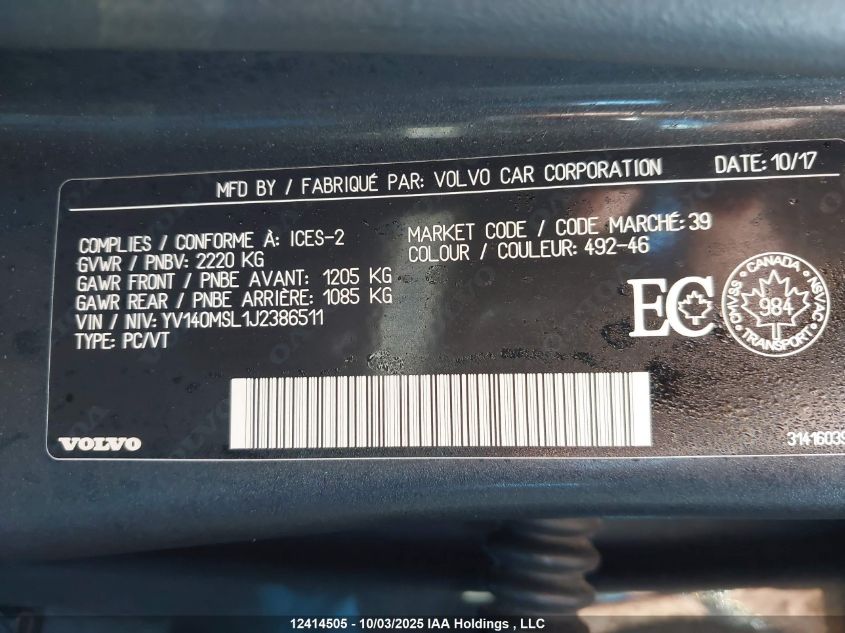 MFD BY / FABRIQUÉ PAR: VOLVO CAR CORPORATION DATE: 10/17
COMPLIES / CONFORME À: ICES-2
GVWR / PNBV: 2220 KG
GAWR FRONT / PNBE AVANT: 1205 KG
GAWR REAR / PNBE ARRIÈRE: 1085 KG
VIN / NIV: YV140MSL1J2386511
TYPE: PC/VT
MARKET CODE / CODE MARCHÉ: 39
COLOUR / COULEUR: 492-46
EC
CANADA
CMVSS
NSVAC
984
TRANSPORT
VOLVO
31416039
12414505 - 10/03/2025 IAA Holdings , LLC